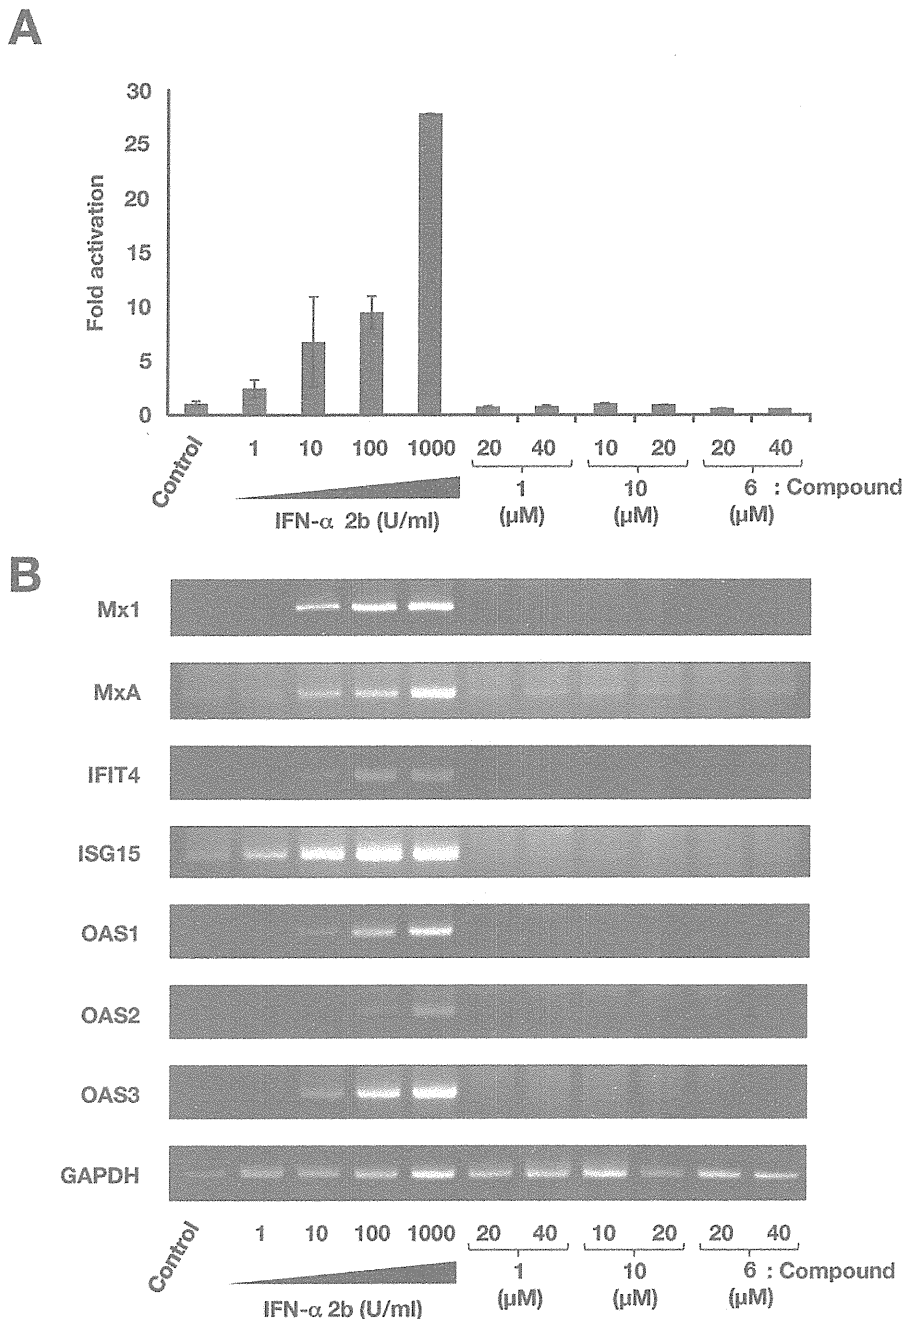 A
30
25
20
15
10
5
0
Fold activation
Control 1 10 100 1000 20 40 10 20 20 40
1 10 6 : Compound
(µM) (µM) (µM)
IFN-α 2b (U/ml)
B
Mx1
MxA
IFIT4
ISG15
OAS1
OAS2
OAS3
GAPDH
Control 1 10 100 1000 20 40 10 20 20 40
1 10 6 : Compound
(µM) (µM) (µM)
IFN-α 2b (U/ml)